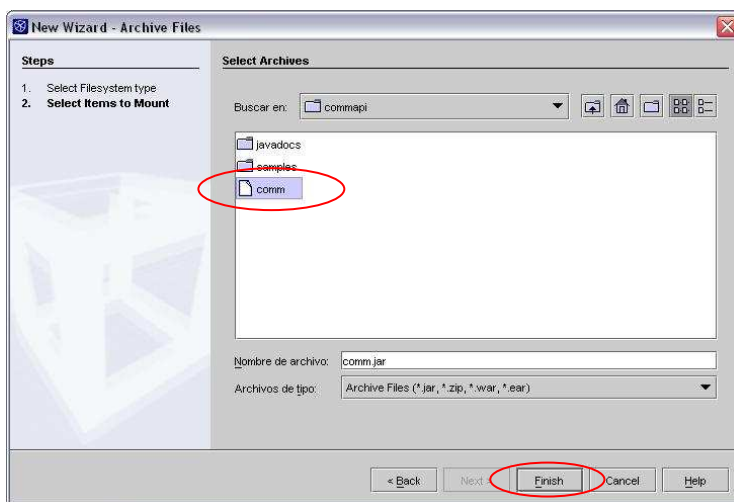 New Wizard - Archive Files
Steps
1. Select Filesystem type
2. Select Items to Mount
Select Archives
Buscar en: commapi
javadocs
samples
comm
Nombre de archivo: comm.jar
Archivos de tipo: Archive Files (*.jar, *.zip, *.war, *.ear)
< Back Next > Finish Cancel Help